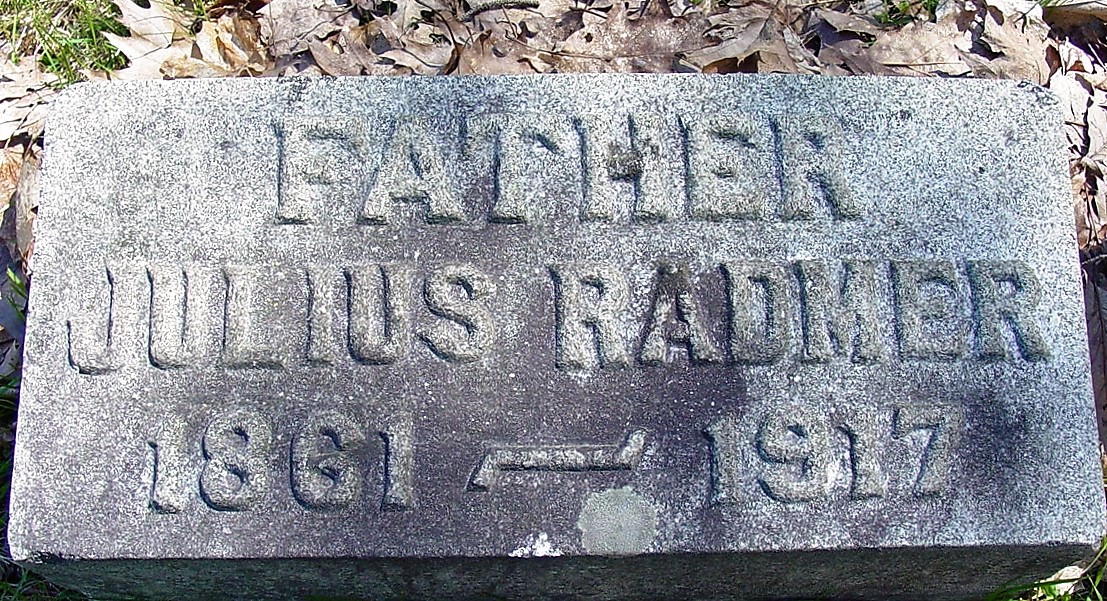 FATHER
JULIUS RADMER
1861 — 1917